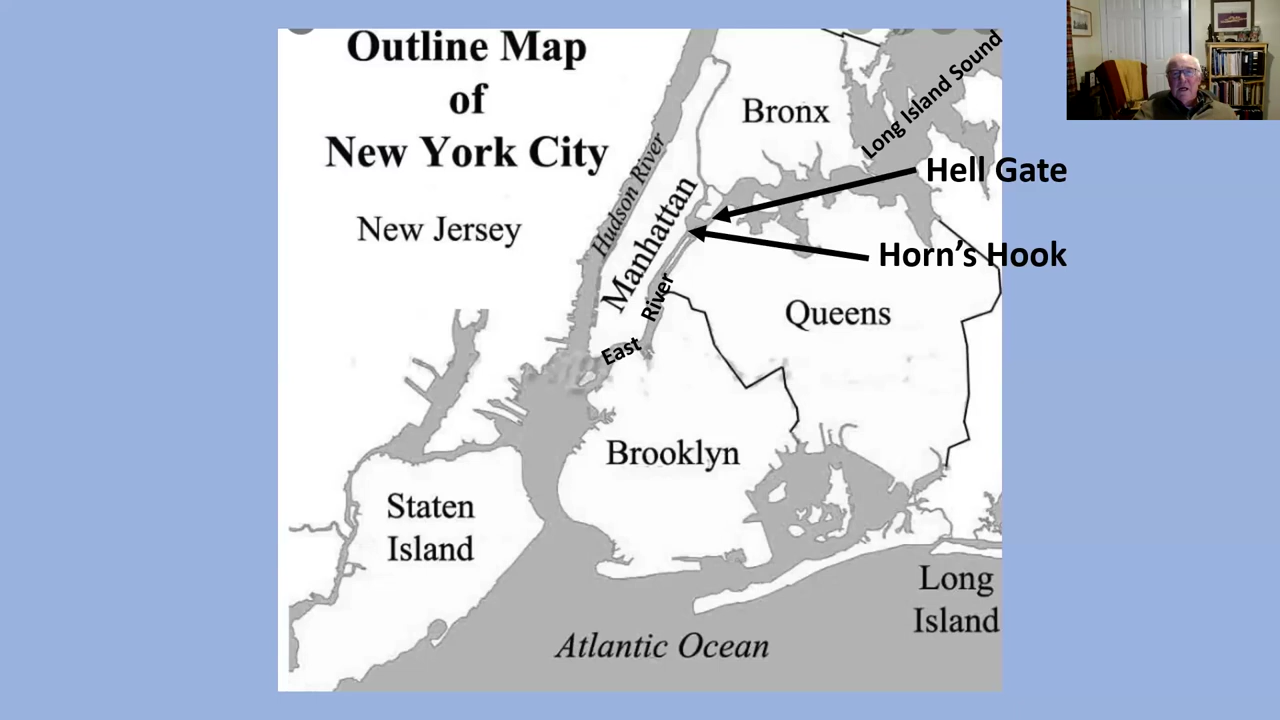 Outline Map
of
New York City
Bronx
Long Island Sound
Hell Gate
Hudson River
Manhattan
New Jersey
Horn's Hook
East River
Queens
Brooklyn
Staten
Island
Long
Island
Atlantic Ocean